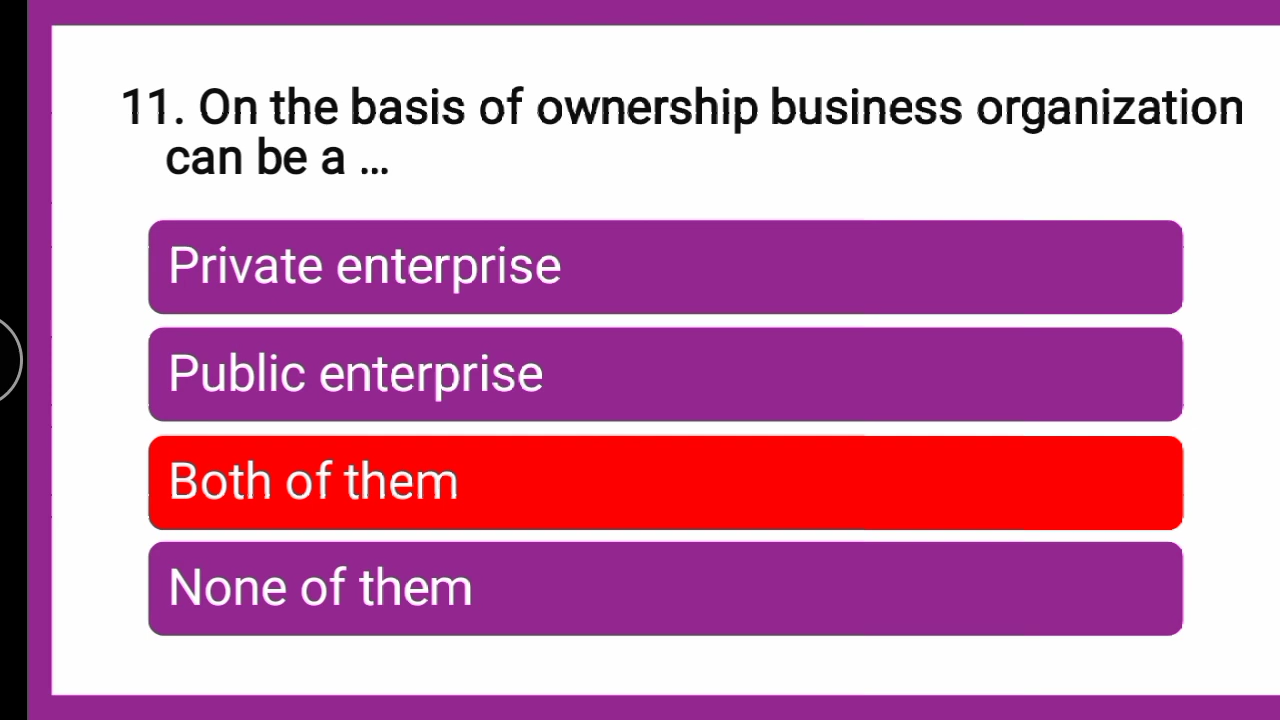 11. On the basis of ownership business organization
can be a ...
Private enterprise
Public enterprise
Both of them
None of them